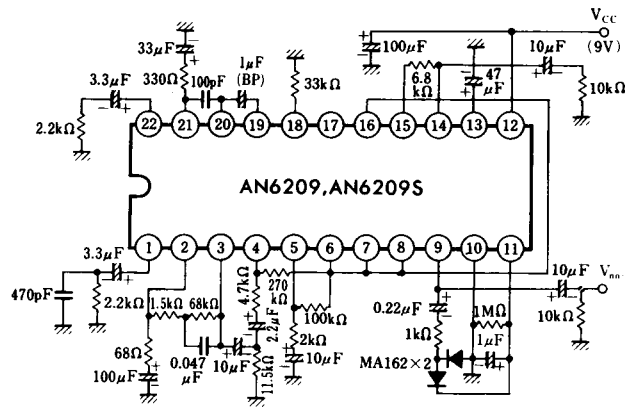 33μF
1μF
(BP)
100μF
V_CC
(9V)
10μF
3.3μF
330Ω
100pF
33kΩ
6.8
kΩ
47
μF
10kΩ
2.2kΩ
22
21
20
19
18
17
16
15
14
13
12
AN6209,AN6209S
1
2
3
4
5
6
7
8
9
10
11
3.3μF
470pF
2.2kΩ
1.5kΩ
68kΩ
4.7kΩ
270
kΩ
100kΩ
0.22μF
1MΩ
10μF
10kΩ
68Ω
0.047
μF
10μF
2.2μF
11.5kΩ
2kΩ
10μF
1kΩ
1μF
100μF
MA162×2